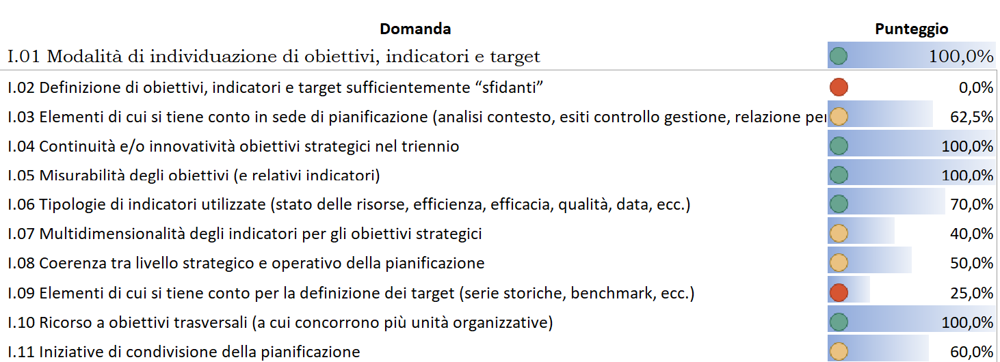 Domanda Punteggio
I.01 Modalità di individuazione di obiettivi, indicatori e target 100,0%
I.02 Definizione di obiettivi, indicatori e target sufficientemente “sfidanti” 0,0%
I.03 Elementi di cui si tiene conto in sede di pianificazione (analisi contesto, esiti controllo gestione, relazione 62,5%
I.04 Continuità e/o innovatività obiettivi strategici nel triennio 100,0%
I.05 Misurabilità degli obiettivi (e relativi indicatori) 100,0%
I.06 Tipologie di indicatori utilizzate (stato delle risorse, efficienza, efficacia, qualità, data, ecc.) 70,0%
I.07 Multidimensionalità degli indicatori per gli obiettivi strategici 40,0%
I.08 Coerenza tra livello strategico e operativo della pianificazione 50,0%
I.09 Elementi di cui si tiene conto per la definizione dei target (serie storiche, benchmark, ecc.) 25,0%
I.10 Ricorso a obiettivi trasversali (a cui concorrono più unità organizzative) 100,0%
I.11 Iniziative di condivisione della pianificazione 60,0%